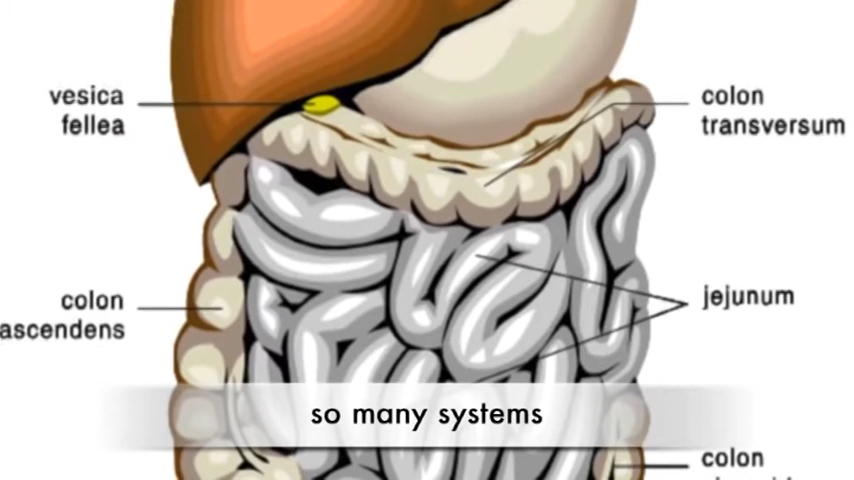 vesica
fellea
colon
transversum
colon
ascendens
jejunum
so many systems
colon